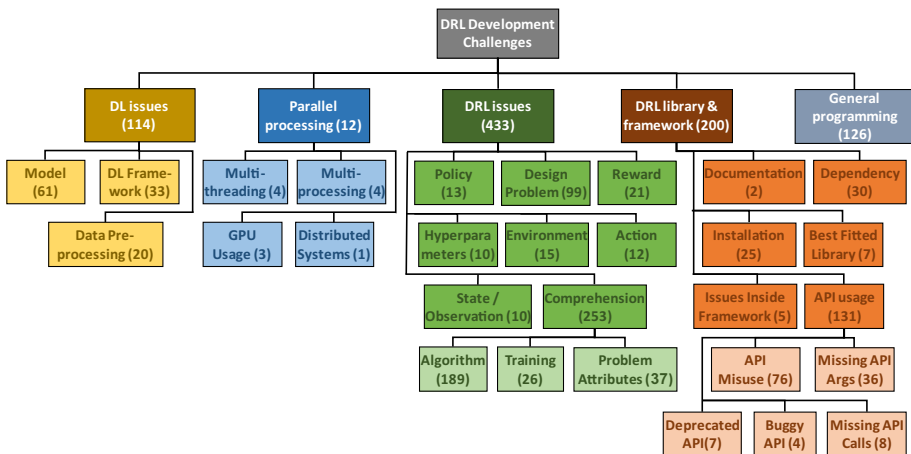 DRL Development
Challenges
DL issues
(114)
Parallel
processing (12)
DRL issues
(433)
DRL library &
framework (200)
General
programming
(126)
Model
(61)
DL Frame-
work (33)
Data Pre-
processing (20)
Multi-
threading (4)
Multi-
processing (4)
GPU
Usage (3)
Distributed
Systems (1)
Policy
(13)
Design
Problem (99)
Reward
(21)
Hyperpara
meters (10)
Environment
(15)
Action
(12)
State /
Observation (10)
Comprehension
(253)
Algorithm
(189)
Training
(26)
Problem
Attributes (37)
Documentation
(2)
Dependency
(30)
Installation
(25)
Best Fitted
Library (7)
Issues Inside
Framework (5)
API usage
(131)
API
Misuse (76)
Missing API
Args (36)
Deprecated
API(7)
Buggy
API (4)
Missing API
Calls (8)